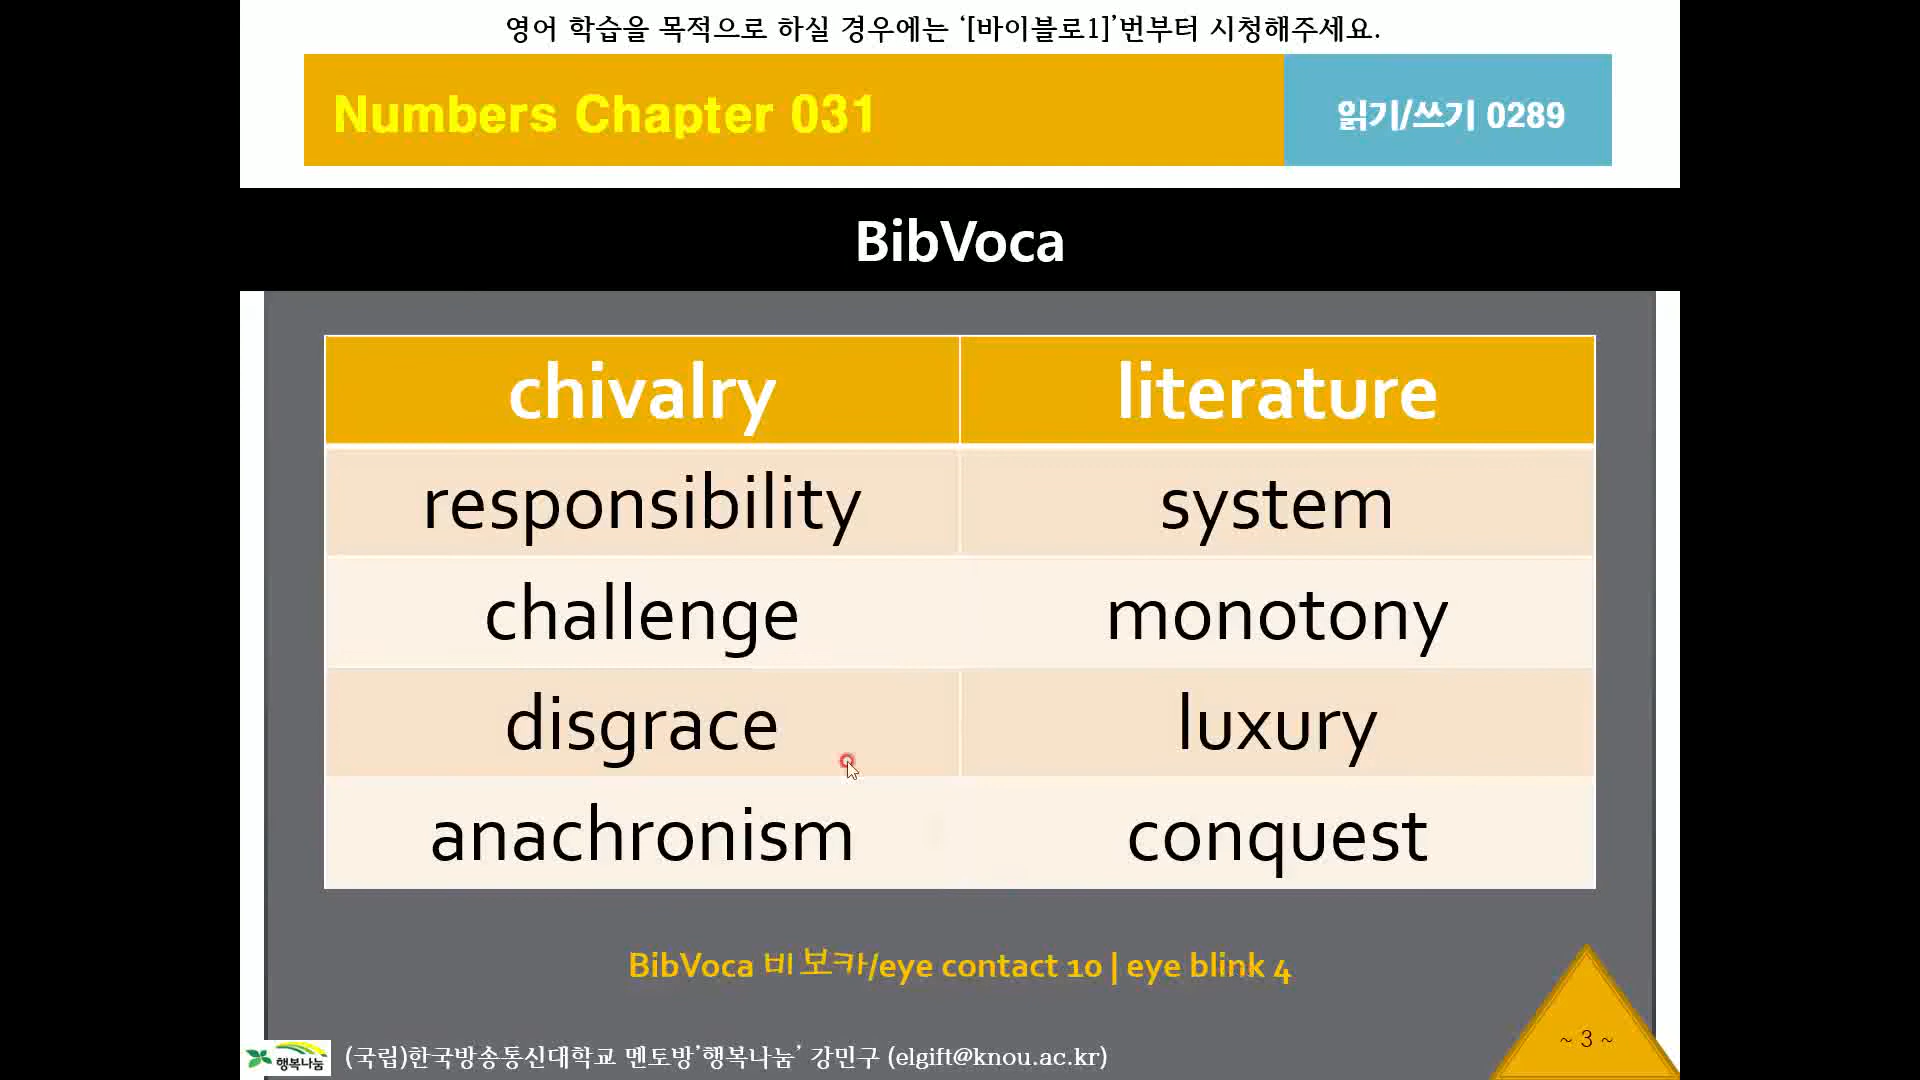 영어 학습을 목적으로 하실 경우에는 ‘[바이블로1]’번부터 시청해주세요.
Numbers Chapter 031
읽기/쓰기 0289
BibVoca
chivalry literature
responsibility system
challenge monotony
disgrace luxury
anachronism conquest
BibVoca 비보카/eye contact 10 | eye blink 4
~ 3 ~
행복나눔
(국립)한국방송통신대학교 멘토방’행복나눔’ 강민구 (elgift@knou.ac.kr)